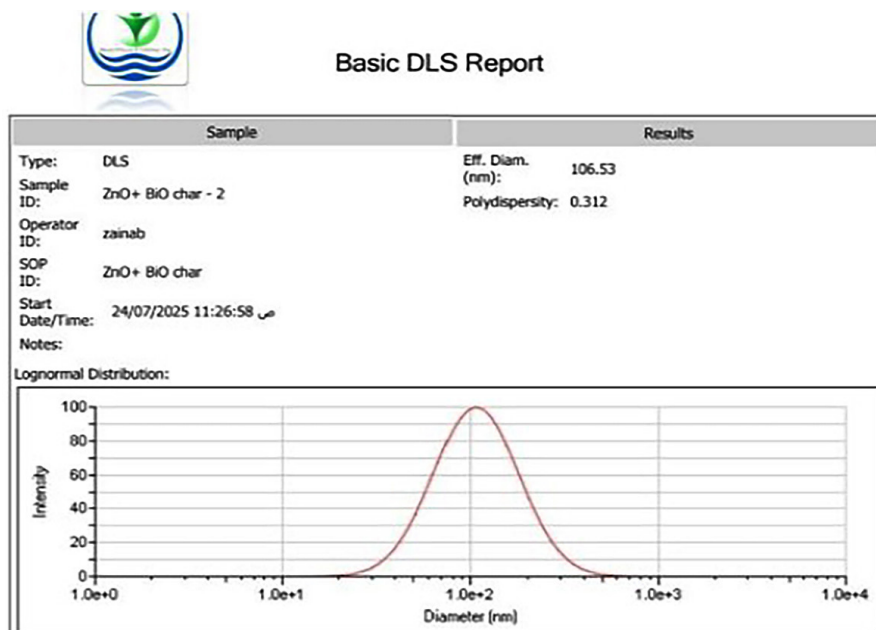 Basic DLS Report
Sample
Results
Type: DLS
Sample ID: ZnO+ BiO char - 2
Operator ID: zainab
SOP ID: ZnO+ BiO char
Start Date/Time: 24/07/2025 11:26:58 ص
Notes:
Eff. Diam. (nm): 106.53
Polydispersity: 0.312
Lognormal Distribution:
Intensity
100
80
60
40
20
0
1.0e+0 1.0e+1 1.0e+2 1.0e+3 1.0e+4
Diameter (nm)